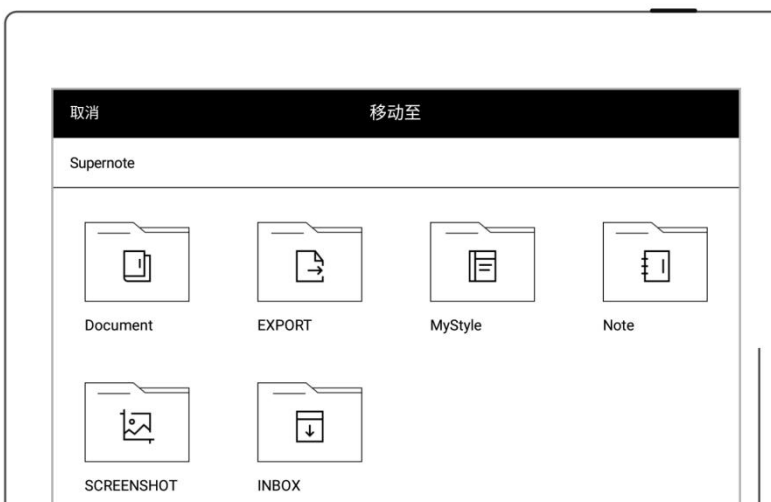 取消
移动至
Supernote
Document
EXPORT
MyStyle
Note
SCREENSHOT
INBOX